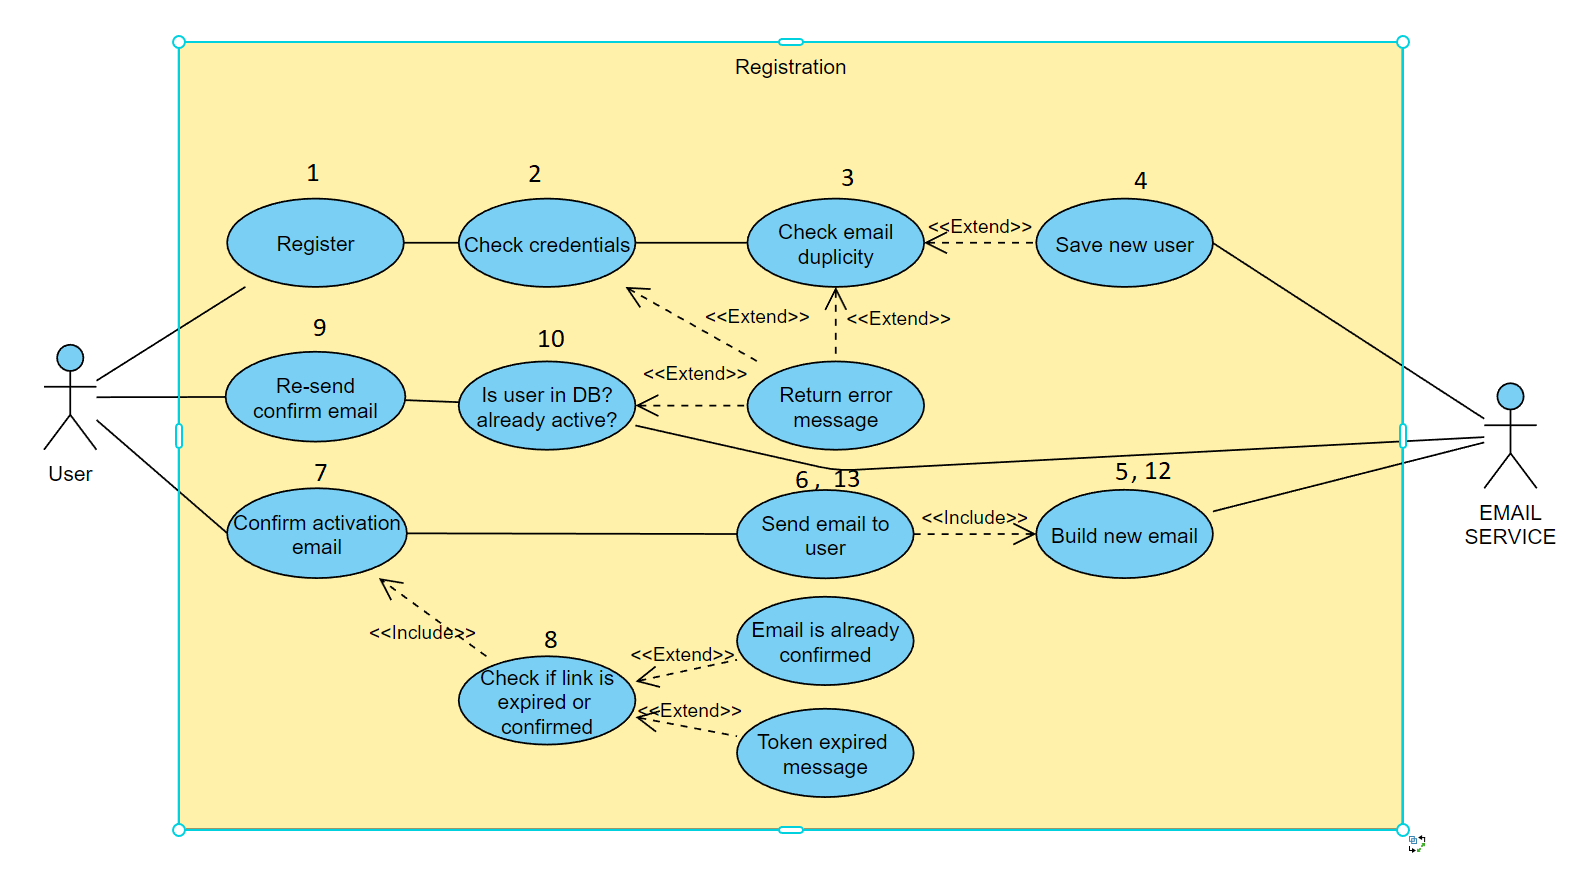 Registration
1
2
3
4
Register
Check credentials
Check email
duplicity
<<Extend>>
Save new user
<<Extend>>
<<Extend>>
9
10
<<Extend>>
Re-send
confirm email
Is user in DB?
already active?
Return error
message
User
7
6 , 13
5, 12
Confirm activation
email
Send email to
user
<<Include>>
Build new email
EMAIL
SERVICE
<<Include>>
8
Check if link is
expired or
confirmed
<<Extend>>
Email is already
confirmed
<<Extend>>
Token expired
message